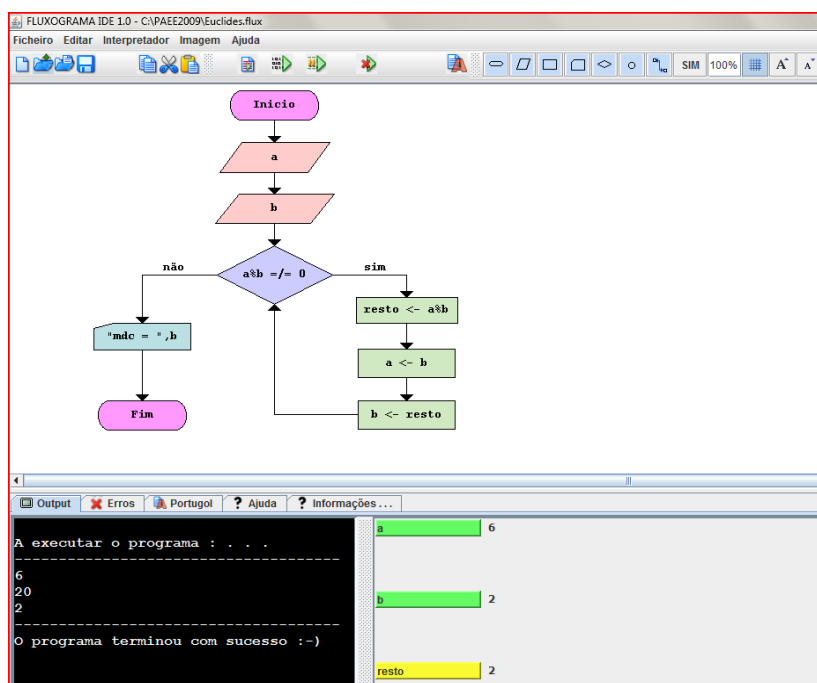 FLUXOGRAMA IDE 1.0 - C:\PAEE2009\Euclides.flux
Ficheiro Editar Interpretador Imagem Ajuda
SIM 100% A A
Inicio
a
b
não
a%b =/= 0
sim
resto <- a%b
"mdc = ",b
a <- b
Fim
b <- resto
Output Erros Portugol ? Ajuda ? Informações...
A executar o programa : . . .
--------------------------------------
6
20
2
--------------------------------------
O programa terminou com sucesso :-)
a 6
b 2
resto 2